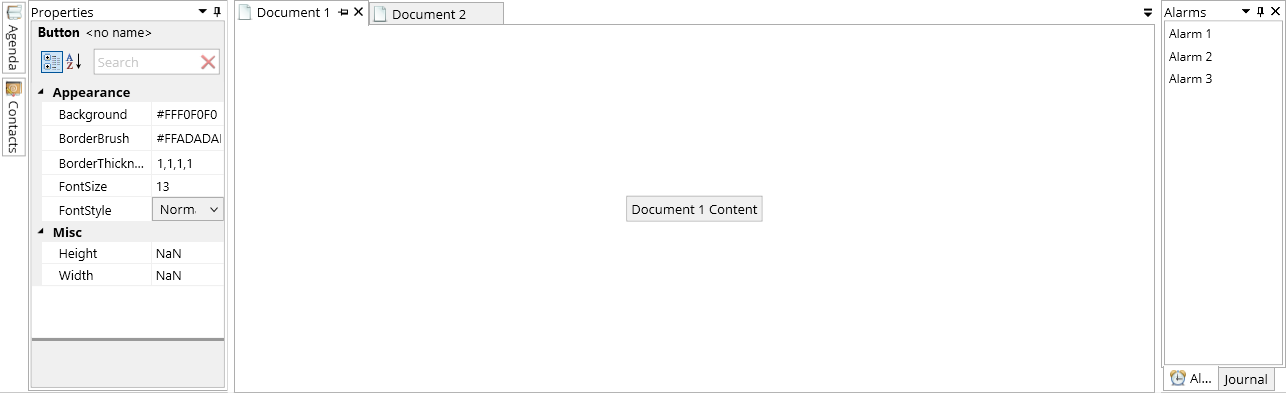 Agenda
Contacts
Properties
Button <no name>
Search
Appearance
Background #FFF0F0F0
BorderBrush #FFADADA
BorderThickn... 1,1,1,1
FontSize 13
FontStyle Norm
Misc
Height NaN
Width NaN
Document 1
Document 2
Document 1 Content
Alarms
Alarm 1
Alarm 2
Alarm 3
Al...
Journal